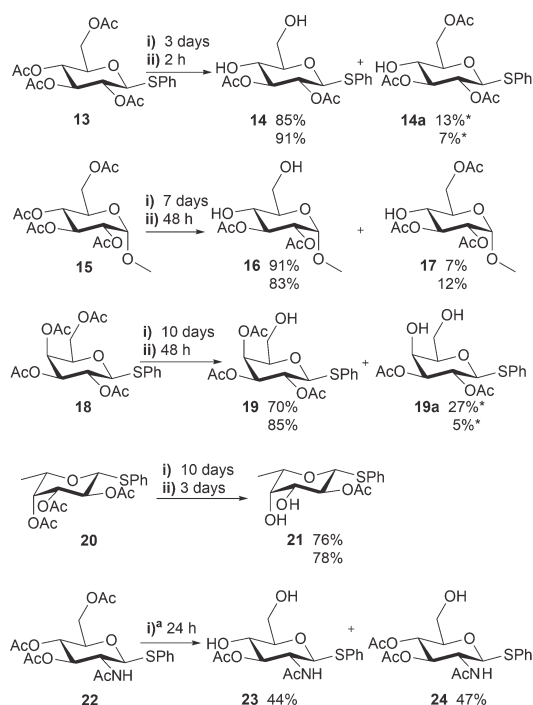 OAc OH OAc
i) 3 days
ii) 2 h
AcO O SPh HO O SPh + HO O SPh
AcO OAc AcO OAc AcO OAc
13 14 85% 14a 13%*
91% 7%*
OAc OH OAc
i) 7 days
ii) 48 h
AcO O HO O + HO O
AcO AcO AcO AcO AcO AcO
O O O
15 16 91% 17 7%
83% 12%
OAc OAc OAc OH OH OH
i) 10 days
ii) 48 h
O SPh O SPh + O SPh
AcO OAc AcO OAc AcO OAc
18 19 70% 19a 27%*
85% 5%*
i) 10 days
ii) 3 days
O SPh O SPh
OAc OAc
OAc OH
OAc OH
20 21 76%
78%
OAc OH OH
i)a 24 h
AcO O SPh HO O SPh + AcO O SPh
AcO AcNH AcO AcNH AcO AcNH
22 23 44% 24 47%